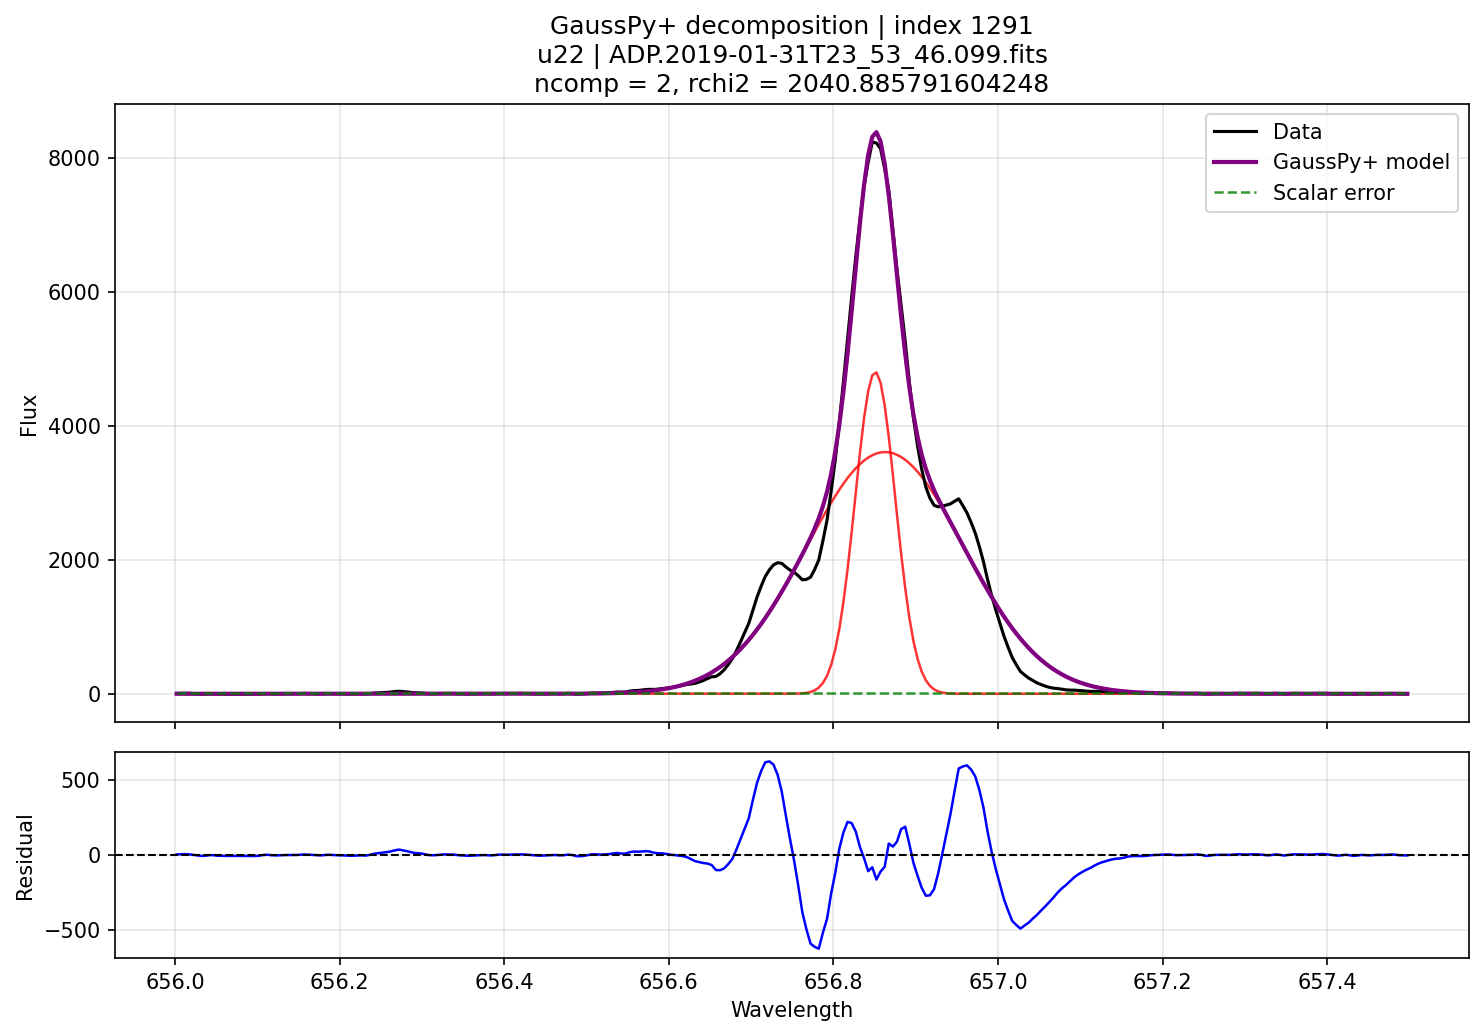 GaussPy+ decomposition | index 1291
u22 | ADP.2019-01-31T23_53_46.099.fits
ncomp = 2, rchi2 = 2040.885791604248
Data
GaussPy+ model
Scalar error
Flux
8000
6000
4000
2000
0
Residual
500
0
−500
656.0 656.2 656.4 656.6 656.8 657.0 657.2 657.4
Wavelength